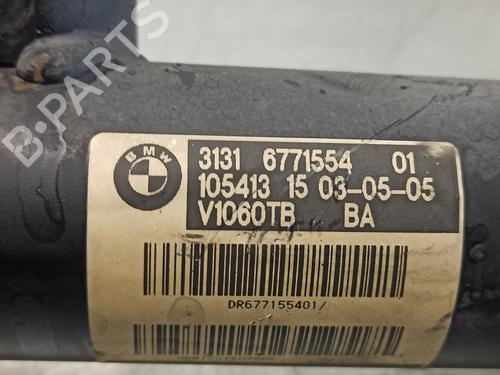 B-PARTS
BMW
3131 6771554 01
105413 15 03-05-05
V1060TB BA
DR677155401/